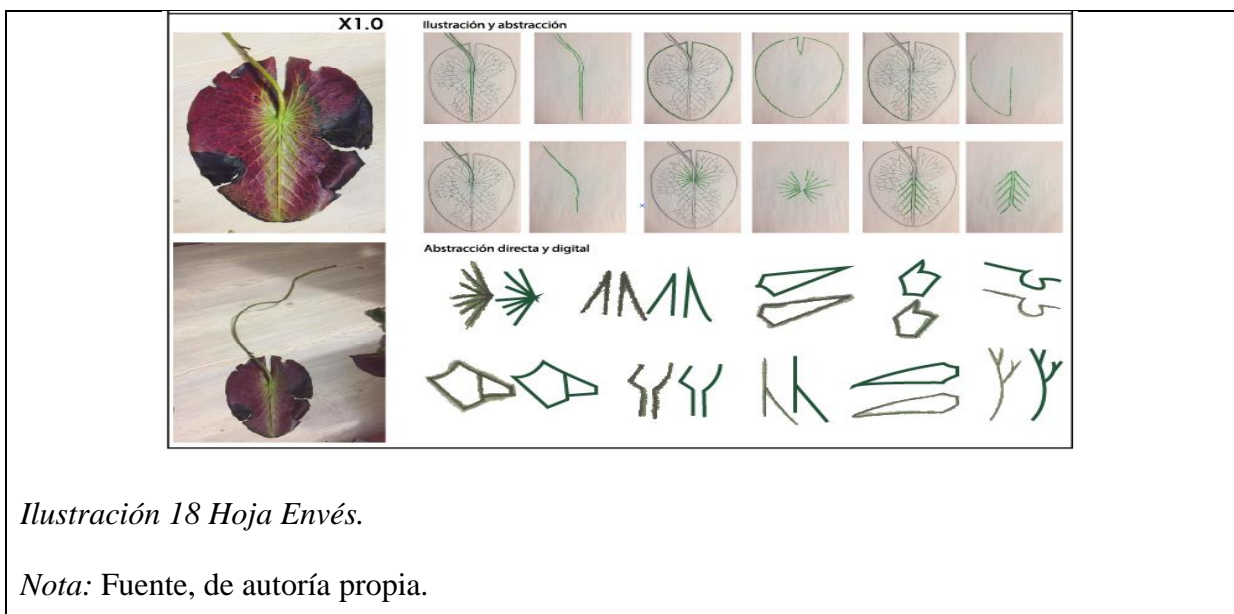 X1.0
Ilustración y abstracción
Abstracción directa y digital
Ilustración 18 Hoja Envés.
Nota: Fuente, de autoría propia.